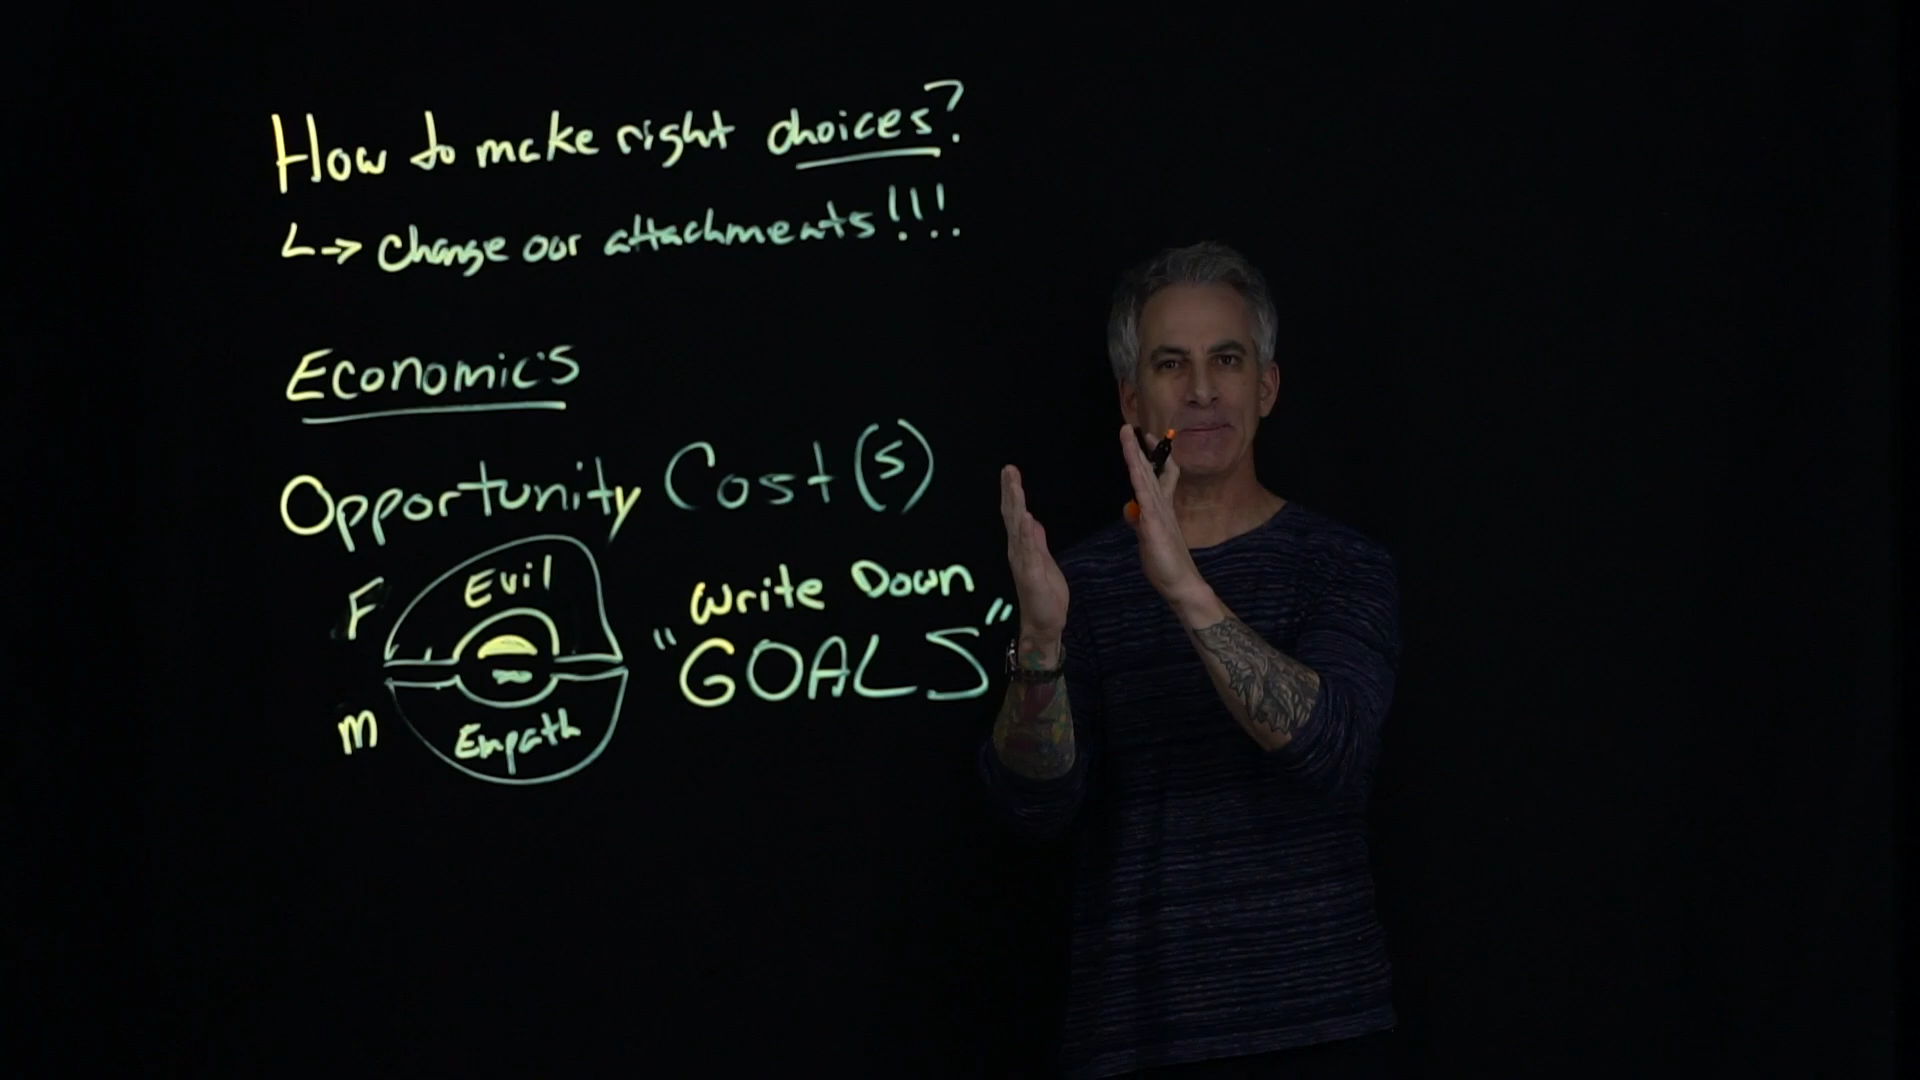 How to make right choices?
↳ change our attachments!!!
Economics
Opportunity Cost(s)
F
Evil
M
Empath
Write Down
"GOALS"